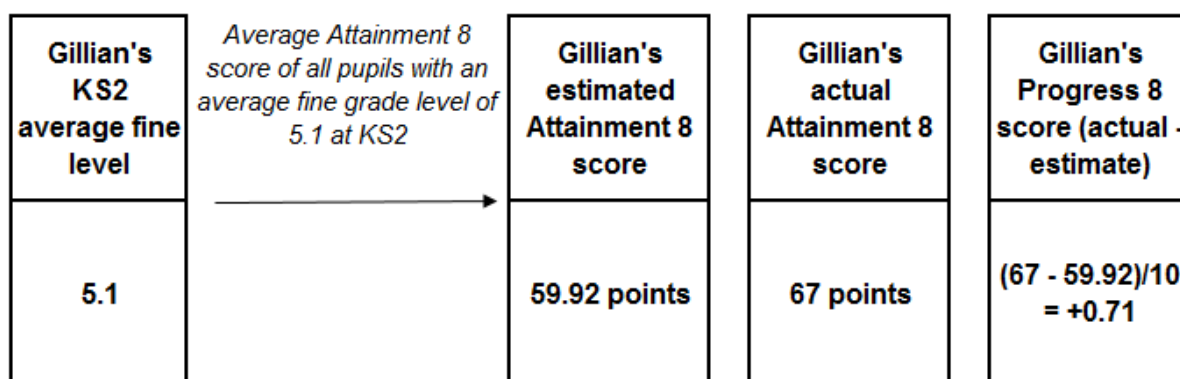 Gillian's
KS2
average fine
level
Average Attainment 8
score of all pupils with an
average fine grade level of
5.1 at KS2
Gillian's
estimated
Attainment 8
score
Gillian's
actual
Attainment 8
score
Gillian's
Progress 8
score (actual -
estimate)
5.1
59.92 points
67 points
(67 - 59.92)/10
= +0.71